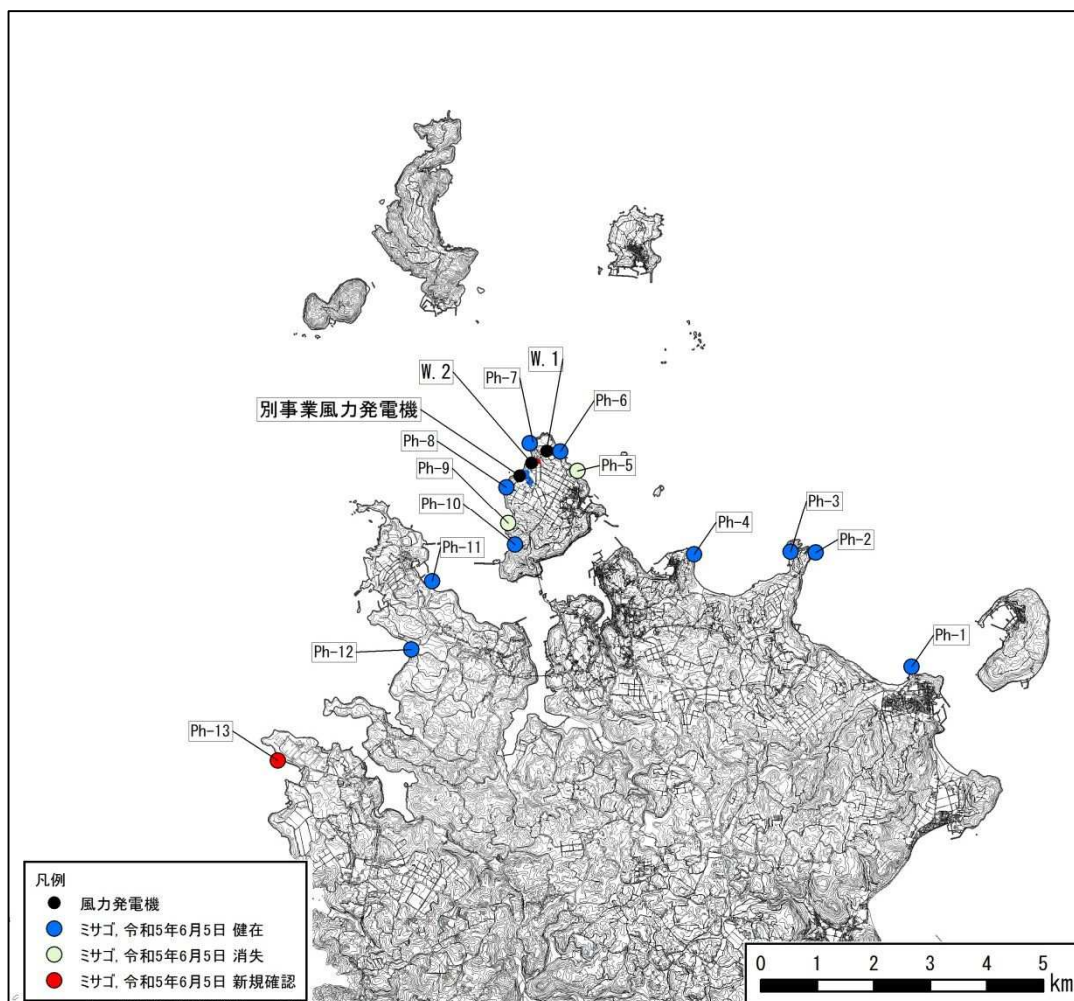 W. 1
W. 2
Ph-7
Ph-6
別事業風力発電機
Ph-8
Ph-5
Ph-9
Ph-10
Ph-3
Ph-4
Ph-2
Ph-11
Ph-12
Ph-1
Ph-13
凡例
風力発電機
ミサゴ, 令和5年6月5日 健在
ミサゴ, 令和5年6月5日 消失
ミサゴ, 令和5年6月5日 新規確認
0 1 2 3 4 5
km